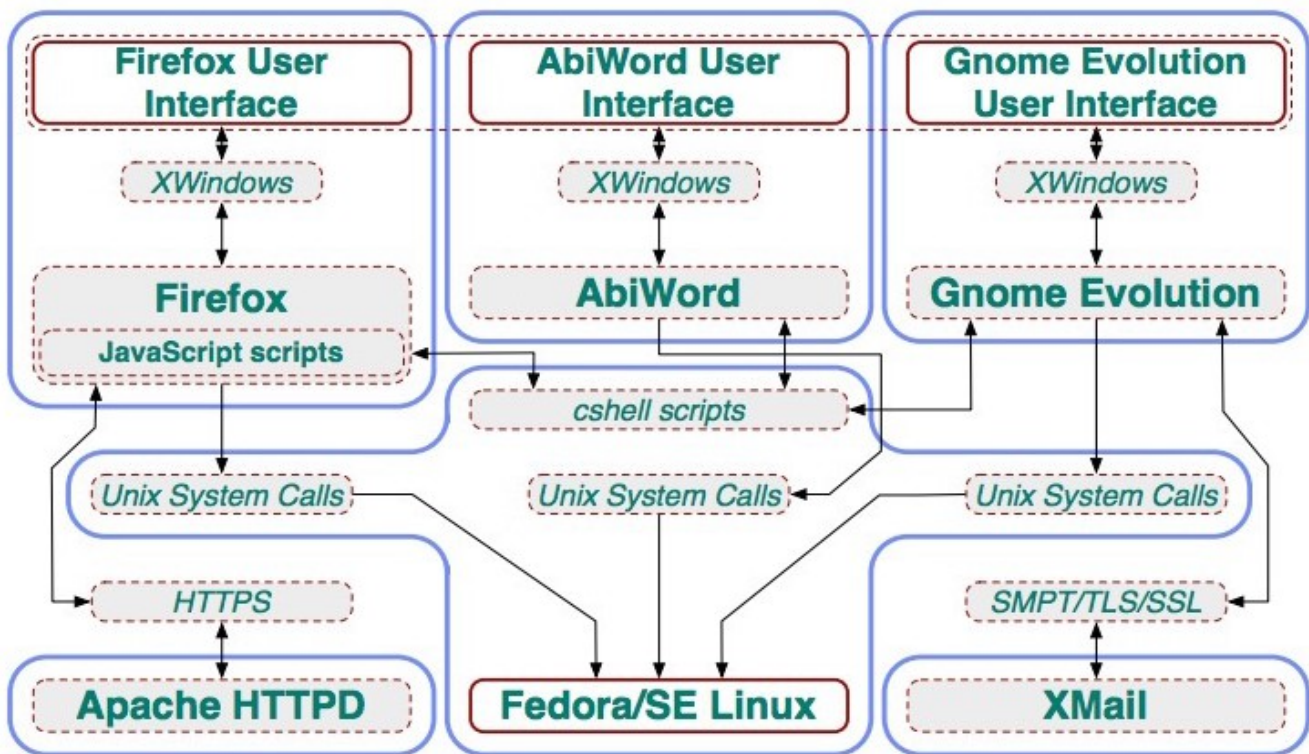 Firefox User
Interface
AbiWord User
Interface
Gnome Evolution
User Interface
XWindows
XWindows
XWindows
Firefox
JavaScript scripts
AbiWord
Gnome Evolution
cshell scripts
Unix System Calls
Unix System Calls
Unix System Calls
HTTPS
SMPT/TLS/SSL
Apache HTTPD
Fedora/SE Linux
XMail